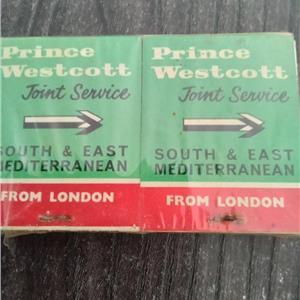 Prince
Westcott
Joint Service
SOUTH & EAST
MEDITERRANEAN
FROM LONDON
Prince
Westcott
Joint Service
SOUTH & EAST
MEDITERRANEAN
FROM LONDON